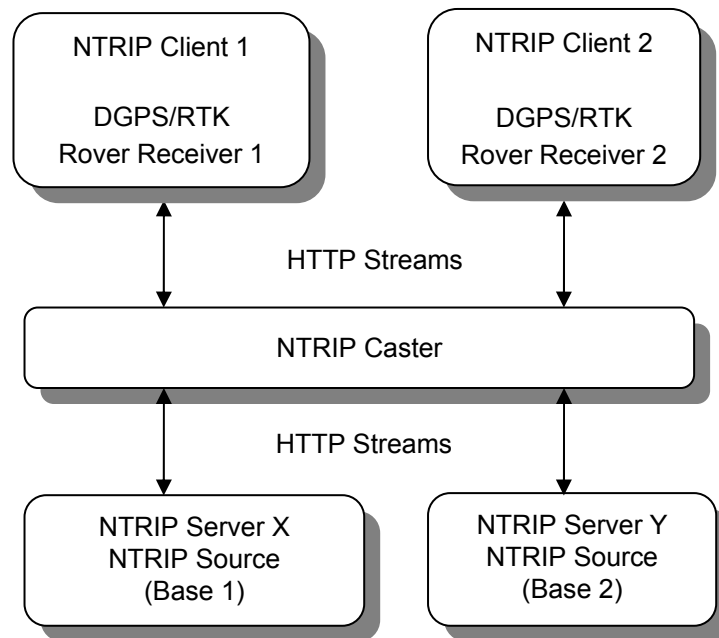 NTRIP Client 1
DGPS/RTK
Rover Receiver 1
NTRIP Client 2
DGPS/RTK
Rover Receiver 2
HTTP Streams
NTRIP Caster
HTTP Streams
NTRIP Server X
NTRIP Source
(Base 1)
NTRIP Server Y
NTRIP Source
(Base 2)